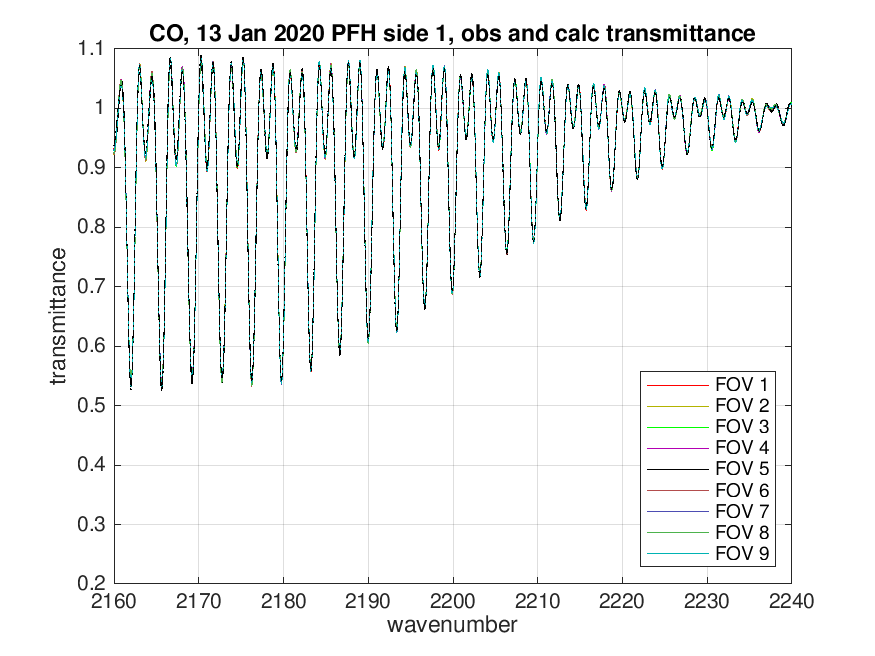 CO, 13 Jan 2020 PFH side 1, obs and calc transmittance
1.1
1
0.9
0.8
0.7
0.6
0.5
0.4
0.3
0.2
transmittance
FOV 1
FOV 2
FOV 3
FOV 4
FOV 5
FOV 6
FOV 7
FOV 8
FOV 9
2160 2170 2180 2190 2200 2210 2220 2230 2240
wavenumber